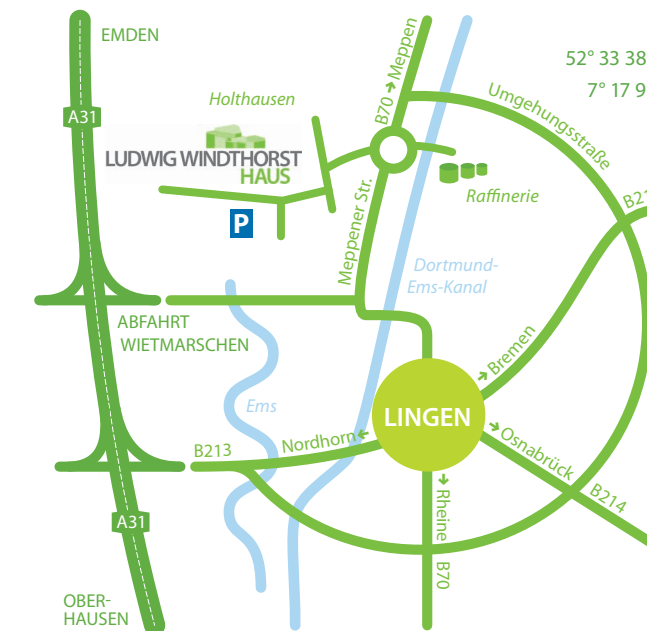 EMDEN
52° 33 38
7° 17 9
A31
Holthausen
B70 → Meppen
Umgehungsstraße
LUDWIG WINDTHORST
HAUS
Raffinerie
P
Meppener Str.
Dortmund-
Ems-Kanal
ABFAHRT
WIETMARSCHEN
→ Bremen
Ems
LINGEN
B213
Nordhorn ←
→ Osnabrück
B214
→ Rheine
B70
A31
OBER-
HAUSEN